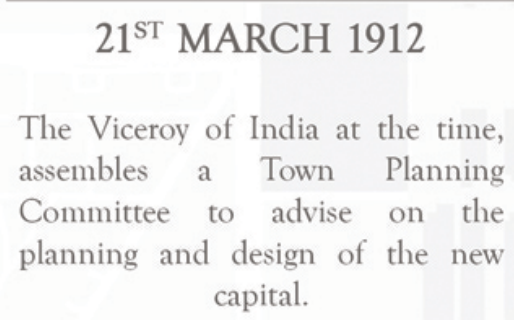 21ST MARCH 1912
The Viceroy of India at the time,
assembles a Town Planning
Committee to advise on the
planning and design of the new
capital.